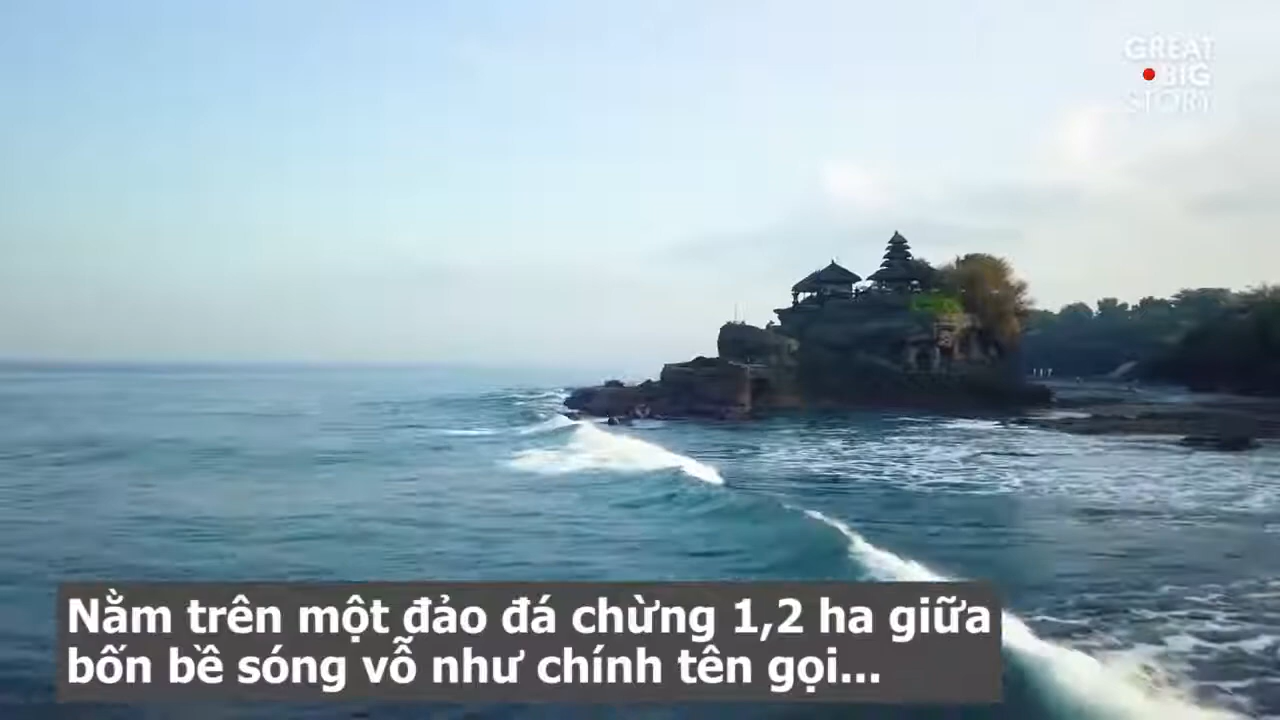 GREAT
BIG
STORY
Nằm trên một đảo đá chừng 1,2 ha giữa
bốn bề sóng vỗ như chính tên gọi...